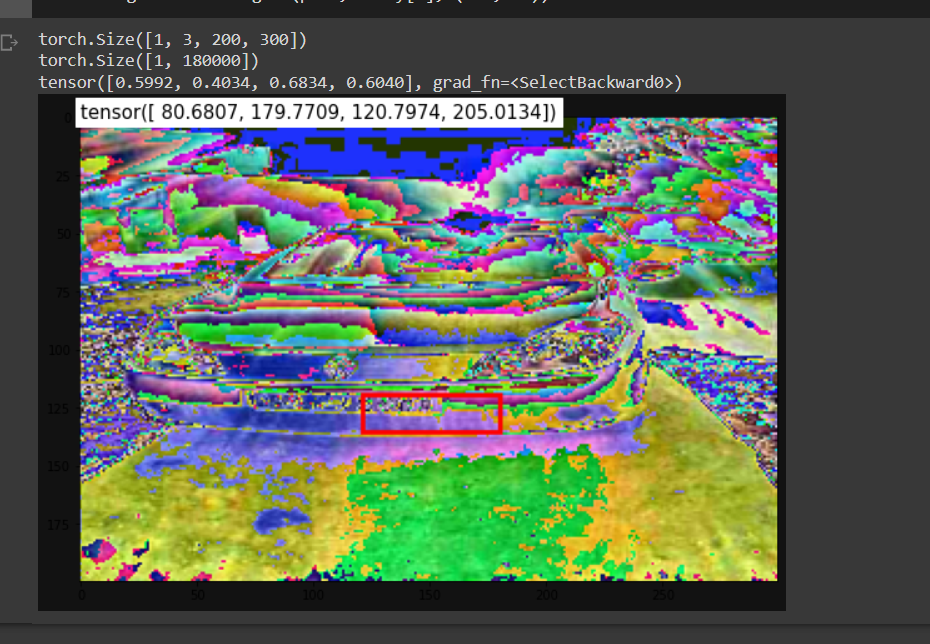 torch.Size([1, 3, 200, 300])
torch.Size([1, 180000])
tensor([0.5992, 0.4034, 0.6834, 0.6040], grad_fn=<SelectBackward0>)
tensor([ 80.6807, 179.7709, 120.7974, 205.0134])
0
25
50
75
100
125
150
175
0 50 100 150 200 250